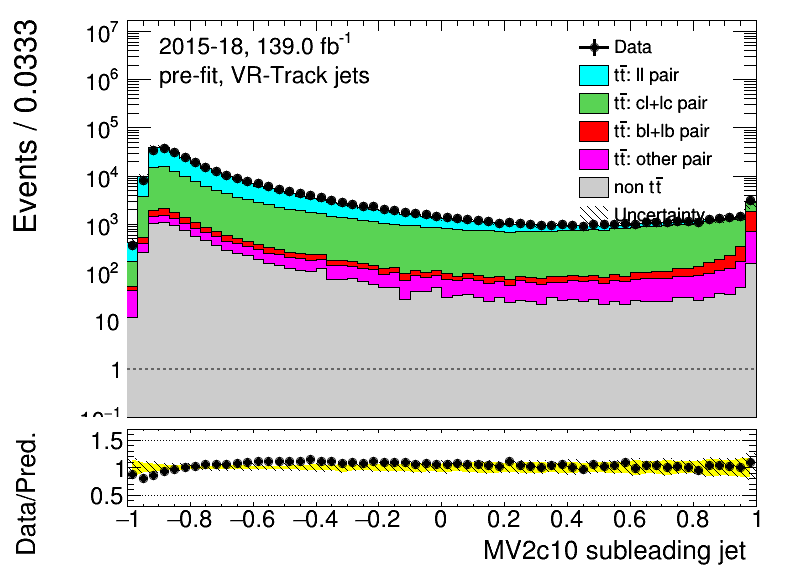 Events / 0.0333
10⁷
10⁶
10⁵
10⁴
10³
10²
10
1
10⁻¹
2015-18, 139.0 fb⁻¹
pre-fit, VR-Track jets
Data
tt̄: ll pair
tt̄: cl+lc pair
tt̄: bl+lb pair
tt̄: other pair
non tt̄
Uncertainty
Data/Pred.
1.5
1
0.5
−1 −0.8 −0.6 −0.4 −0.2 0 0.2 0.4 0.6 0.8 1
MV2c10 subleading jet